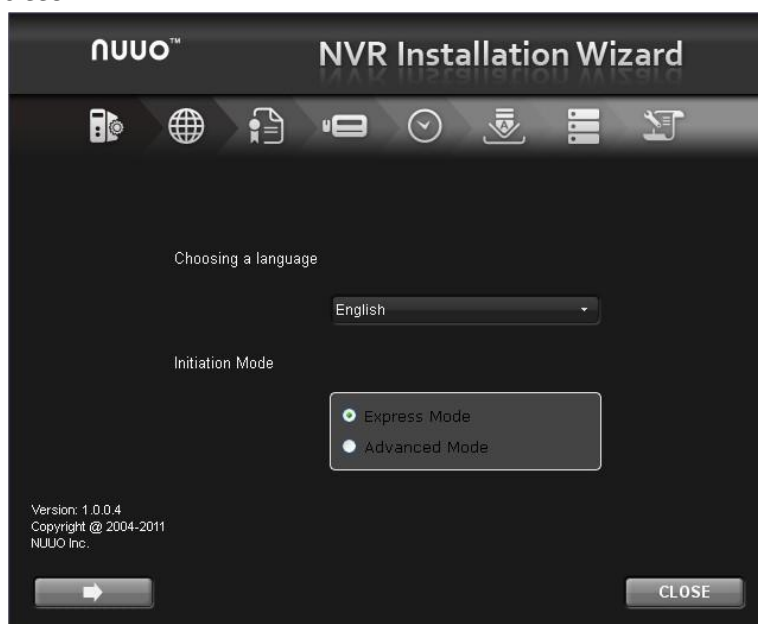 nuuo™
NVR Installation Wizard
Choosing a language
English
Initiation Mode
Express Mode
Advanced Mode
Version: 1.0.0.4
Copyright @ 2004-2011
NUUO Inc.
CLOSE